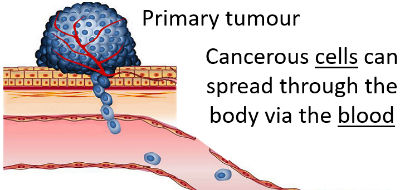 Primary tumour
Cancerous cells can
spread through the
body via the blood